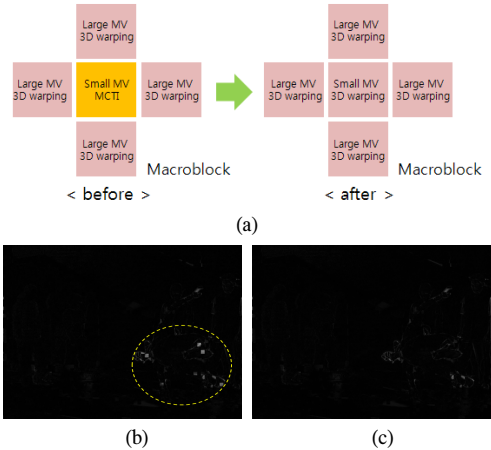 Large MV
3D warping
Large MV
3D warping
Small MV
MCTI
Large MV
3D warping
Large MV
3D warping
Macroblock
< before >
Large MV
3D warping
Large MV
3D warping
Small MV
3D warping
Large MV
3D warping
Large MV
3D warping
Macroblock
< after >
(a)
(b)
(c)